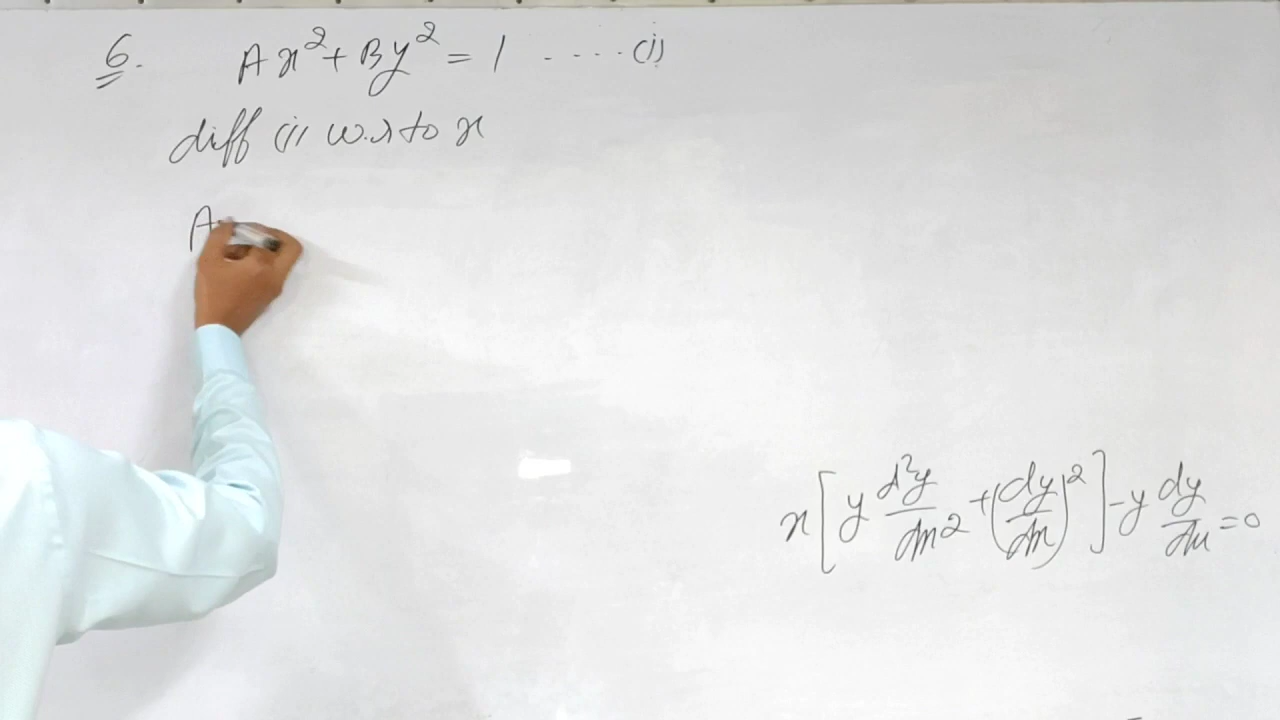 6. Ax² + By² = 1 ----- (i)
diff (i) w.r to x
A
x[y d²y/dx² + (dy/dx)²] - y dy/dx = 0